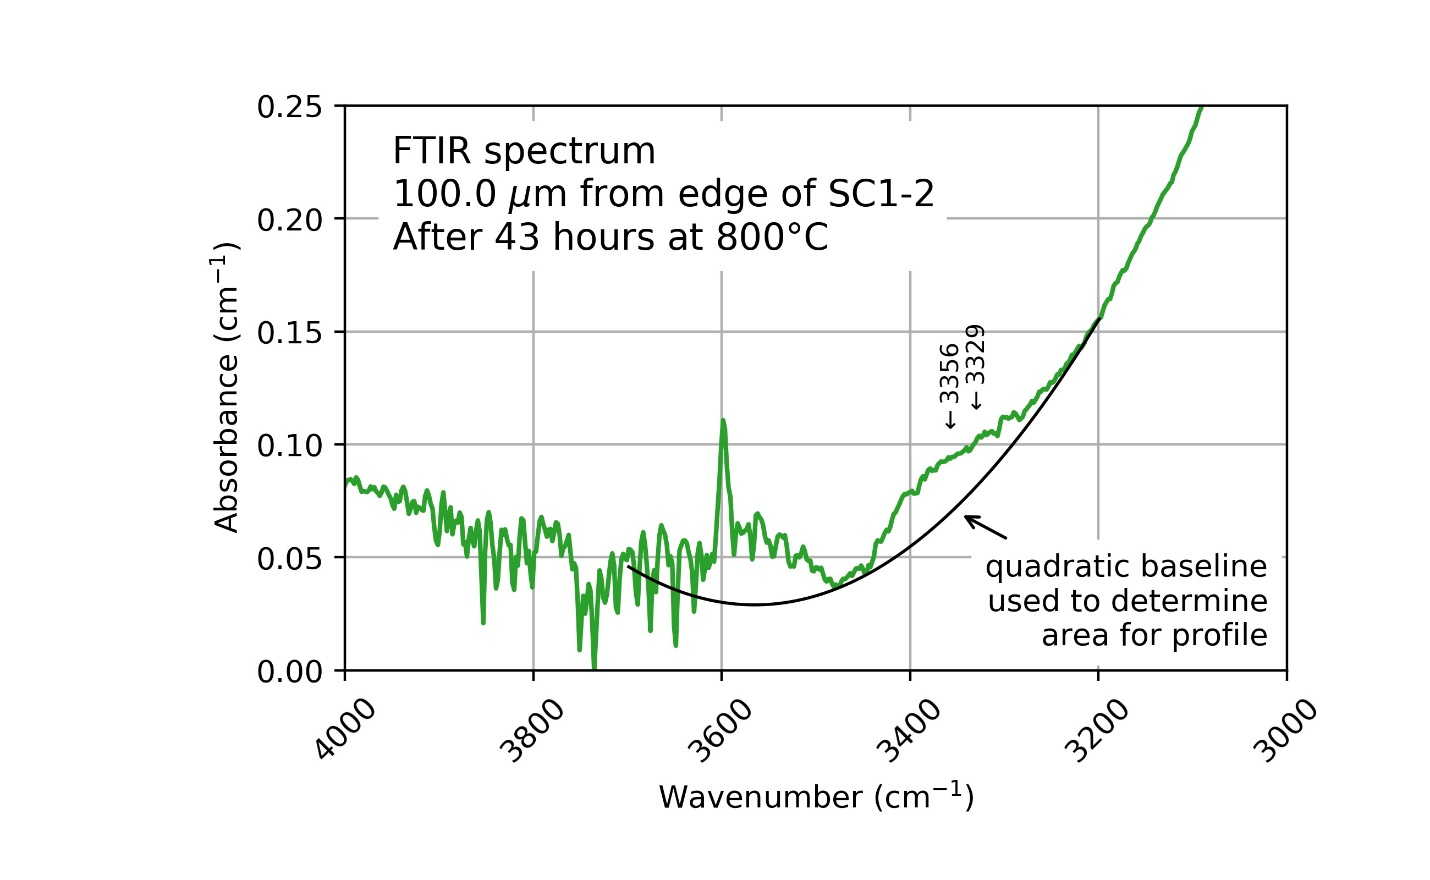 FTIR spectrum
100.0 μm from edge of SC1-2
After 43 hours at 800°C
0.25
0.20
0.15
0.10
0.05
0.00
Absorbance (cm⁻¹)
← 3356
← 3329
quadratic baseline
used to determine
area for profile
4000
3800
3600
3400
3200
3000
Wavenumber (cm⁻¹)